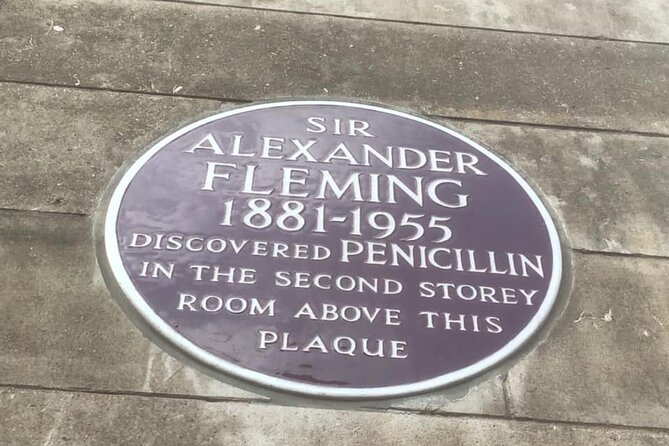 SIR
ALEXANDER
FLEMING
1881-1955
DISCOVERED PENICILLIN
IN THE SECOND STOREY
ROOM ABOVE THIS
PLAQUE